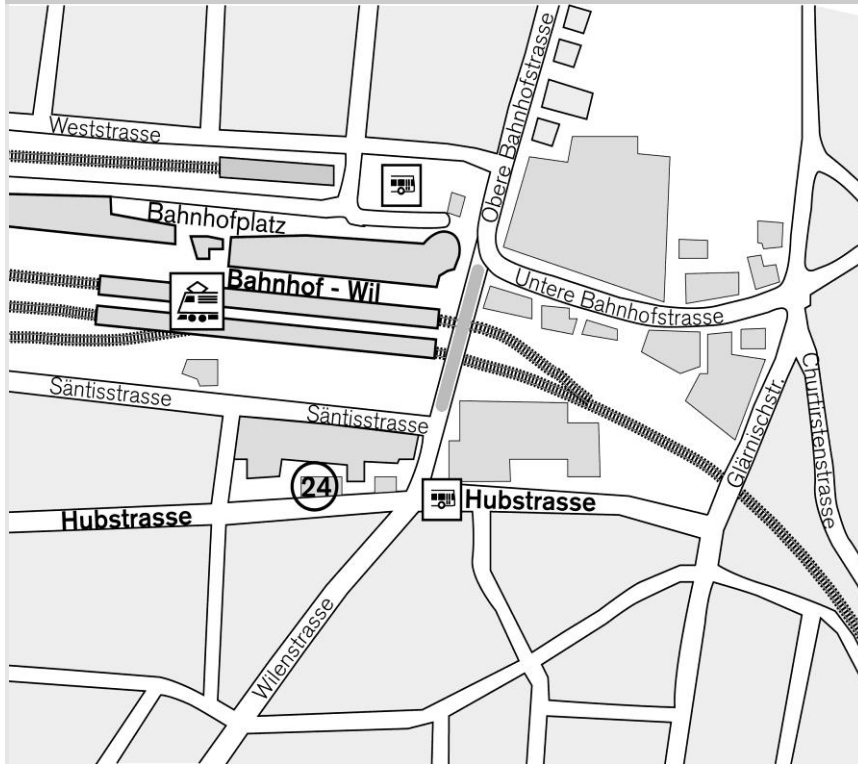 Obere Bahnhofstrasse
Weststrasse
Bahnhofplatz
Bahnhof - Wil
Untere Bahnhofstrasse
Säntisstrasse
Säntisstrasse
Churfirstenstrasse
Glärnischstr.
24
Hubstrasse
Hubstrasse
Wilenstrasse